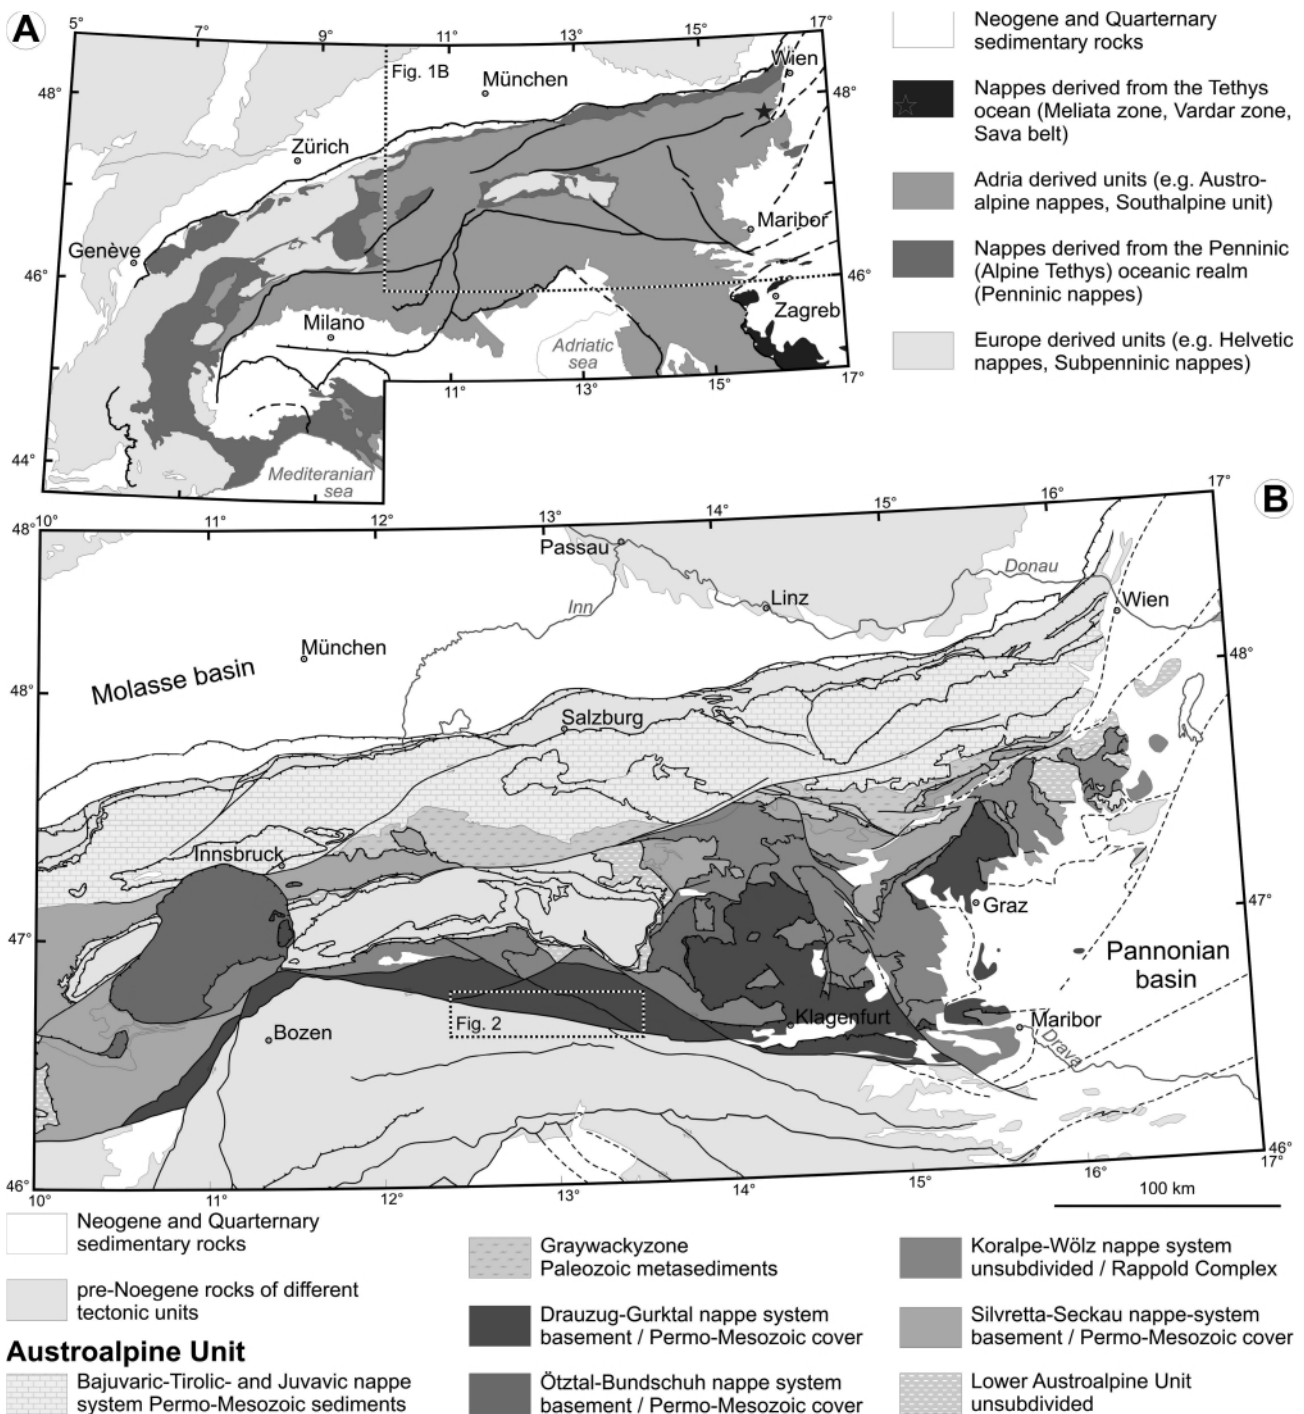 A
5°
7°
9°
11°
13°
15°
17°
Fig. 1B
München
Wien
48°
48°
Zürich
Genève
Maribor
46°
46°
Milano
Zagreb
Adriatic
sea
11°
13°
15°
17°
44°
Mediteranian
sea
Neogene and Quarternary
sedimentary rocks
Nappes derived from the Tethys
ocean (Meliata zone, Vardar zone,
Sava belt)
Adria derived units (e.g. Austro-
alpine nappes, Southalpine unit)
Nappes derived from the Penninic
(Alpine Tethys) oceanic realm
(Penninic nappes)
Europe derived units (e.g. Helvetic
nappes, Subpenninic nappes)
B
10°
11°
12°
13°
14°
15°
16°
17°
48°
Passau
Donau
Linz
Inn
Wien
München
Molasse basin
48°
48°
Salzburg
Innsbruck
47°
47°
Graz
Pannonian
basin
Fig. 2
Klagenfurt
Maribor
Bozen
Drava
46°
46°
10°
11°
12°
13°
14°
15°
16°
17°
100 km
Neogene and Quarternary
sedimentary rocks
pre-Noegene rocks of different
tectonic units
Austroalpine Unit
Bajuvaric-Tirolic- and Juvavic nappe
system Permo-Mesozoic sediments
Graywackyzone
Paleozoic metasediments
Drauzug-Gurktal nappe system
basement / Permo-Mesozoic cover
Ötztal-Bundschuh nappe system
basement / Permo-Mesozoic cover
Koralpe-Wölz nappe system
unsubdivided / Rappold Complex
Silvretta-Seckau nappe-system
basement / Permo-Mesozoic cover
Lower Austroalpine Unit
unsubdivided